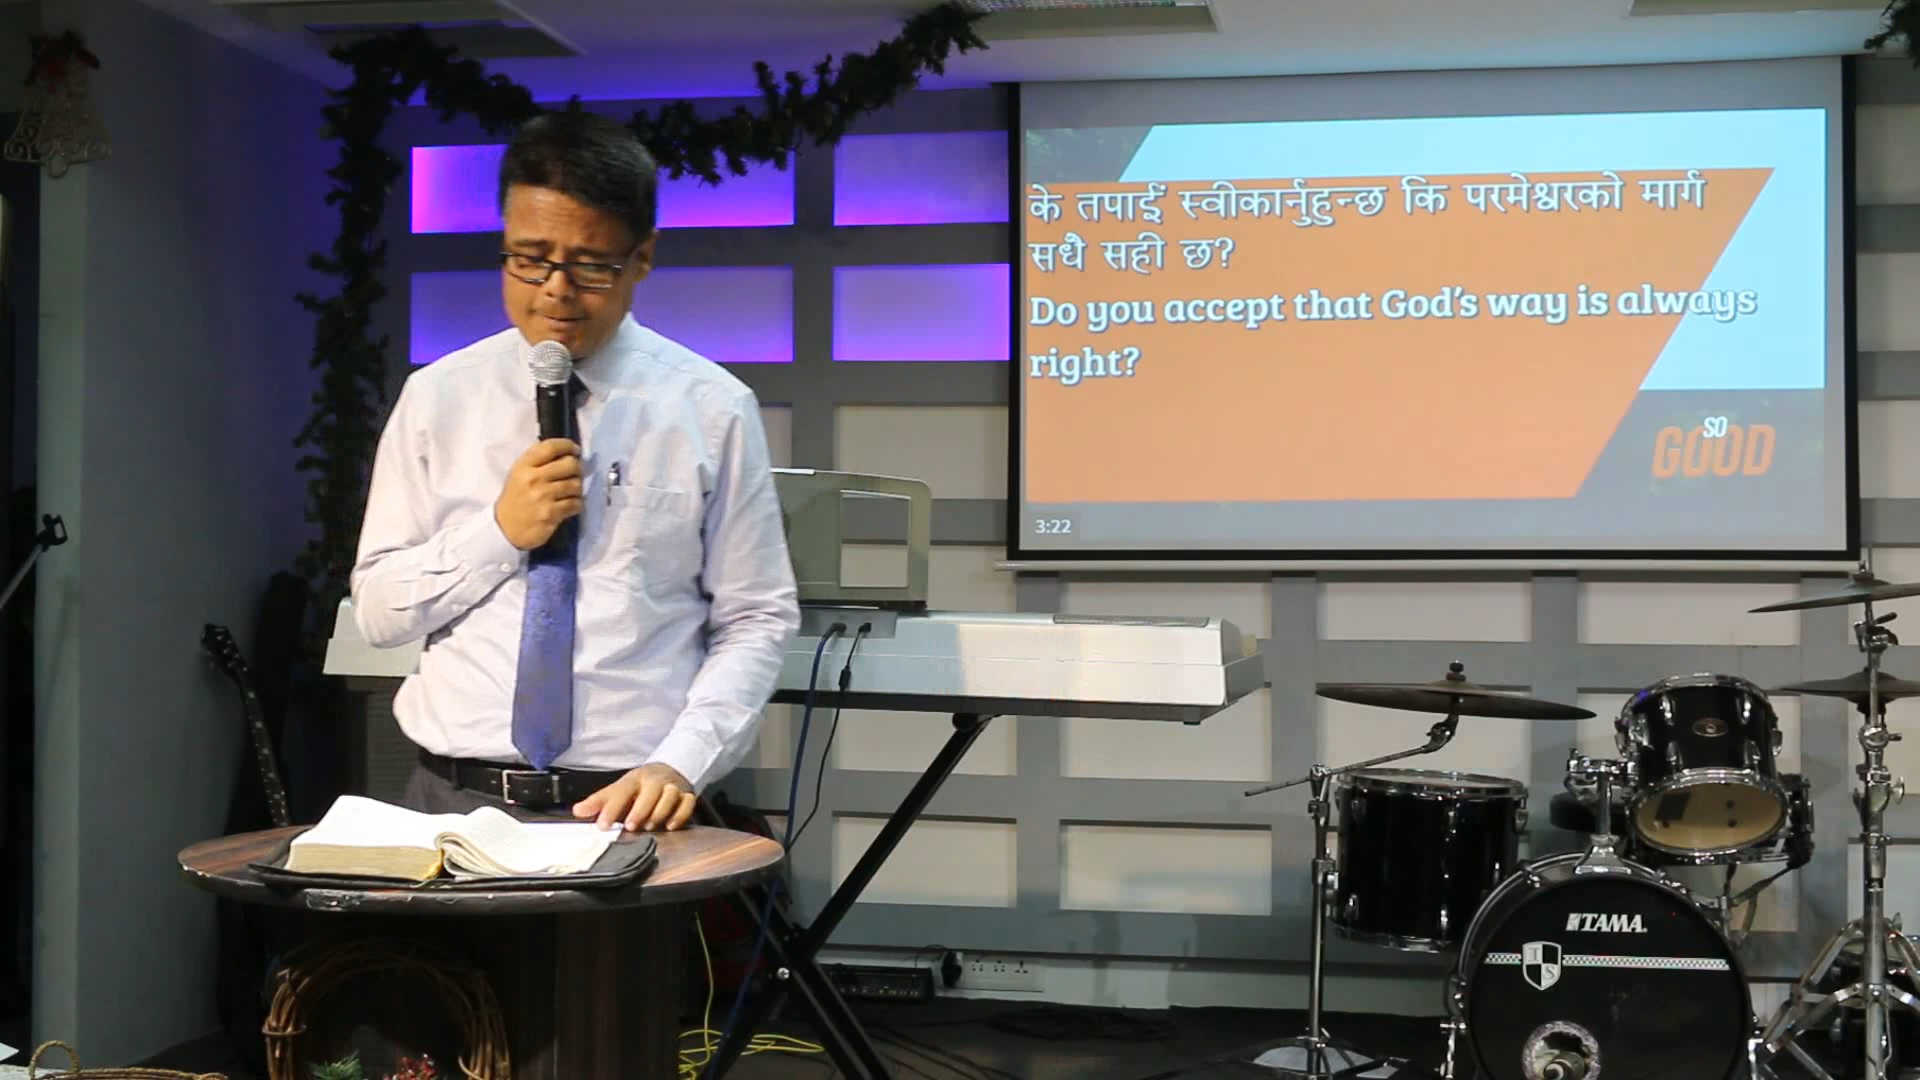 के तपाईं स्वीकार्नुहुन्छ कि परमेश्वरको मार्ग
सधै सही छ?
Do you accept that God's way is always
right?
SO
GOOD
3:22
TAMA
I S